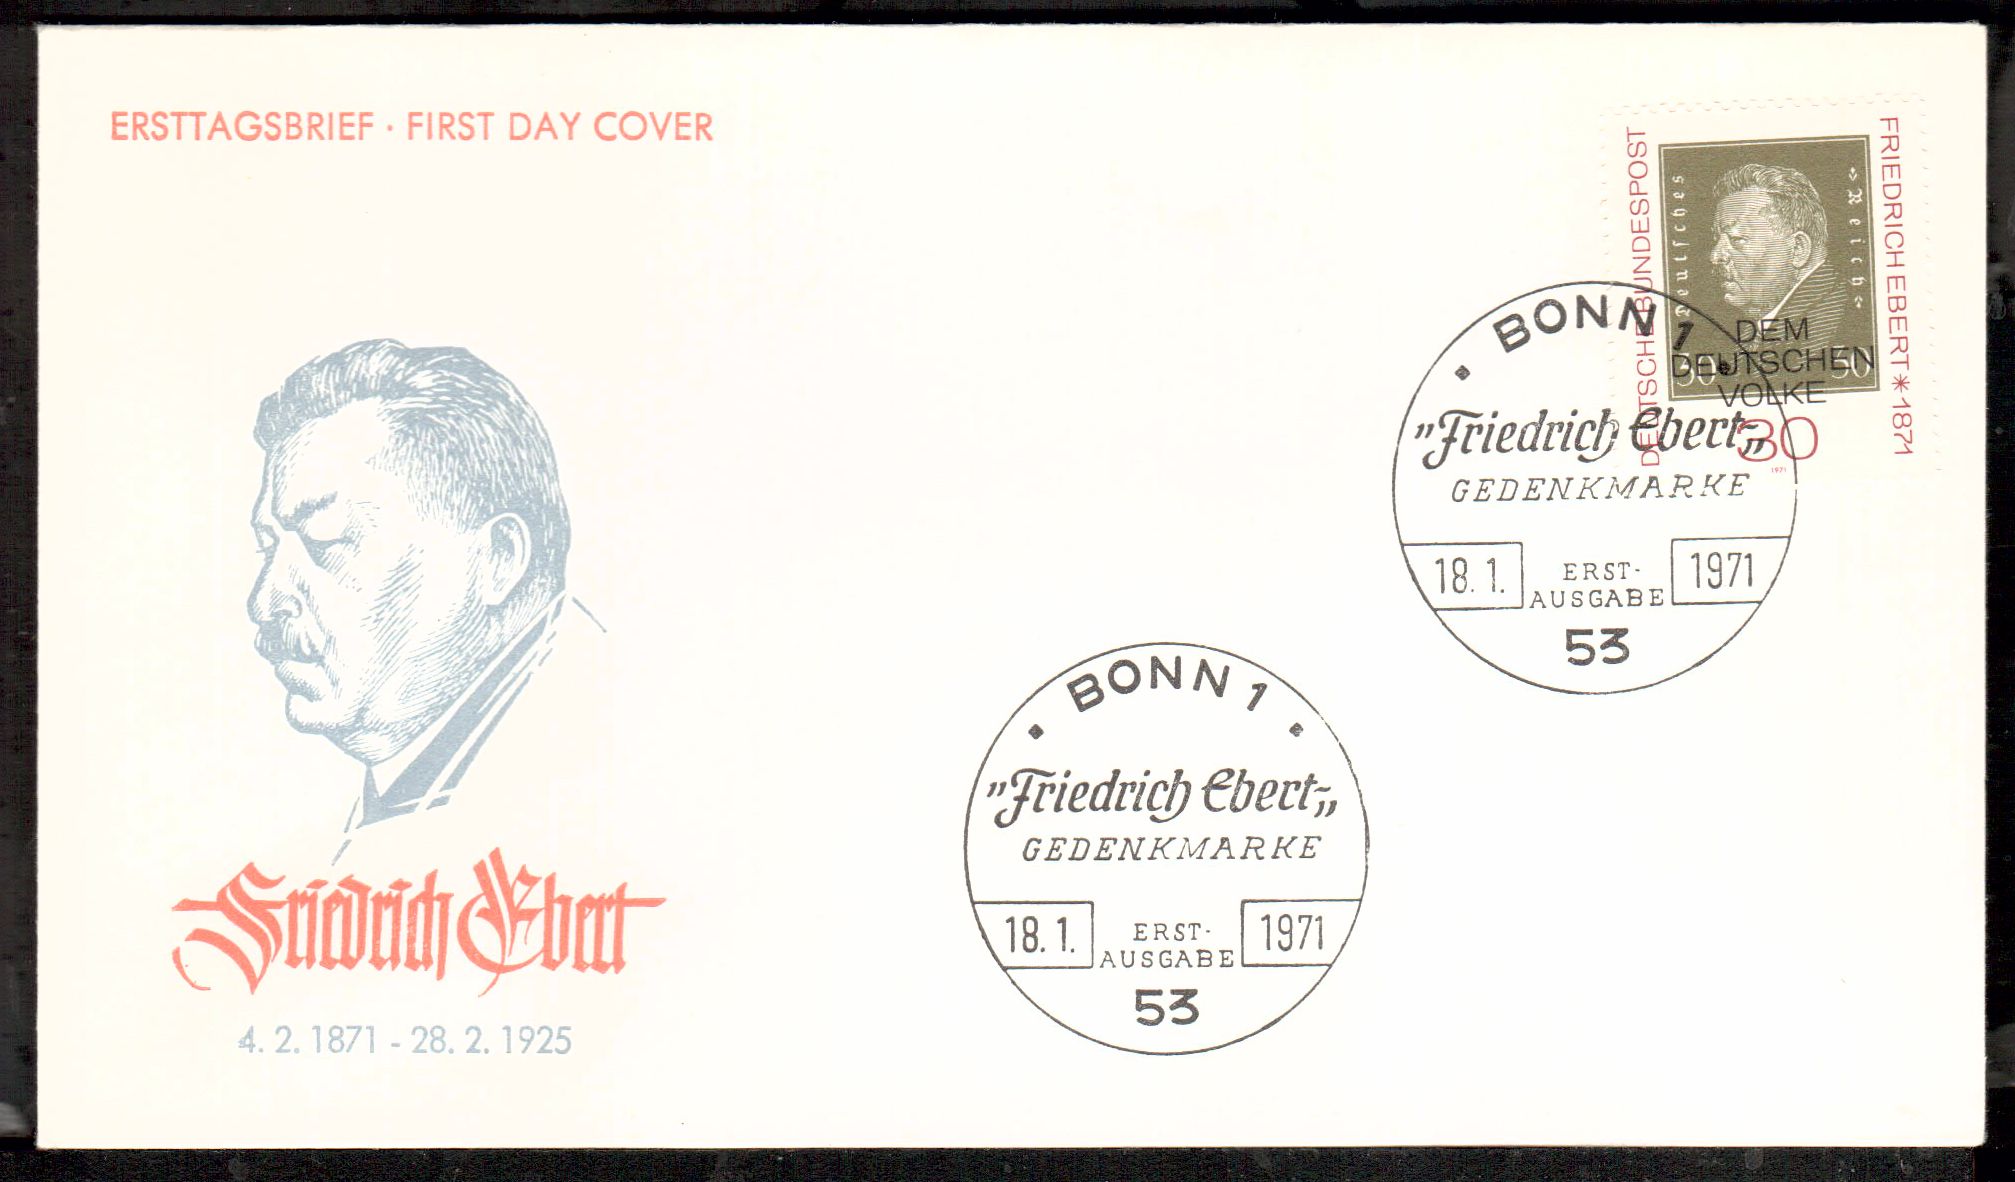 ERSTTAGSBRIEF · FIRST DAY COVER
DEUTSCHE BUNDESPOST
FRIEDRICH EBERT * 1871
Deutsches
Reich
50 50
DEM
DEUTSCHEN
VOLKE
30
1971
BONN 1
"Friedrich Ebert-„
GEDENKMARKE
18. 1. ERST- 1971
AUSGABE
53
BONN 1
"Friedrich Ebert-„
GEDENKMARKE
18. 1. ERST- 1971
AUSGABE
53
Friedrich Ebert
4. 2. 1871 - 28. 2. 1925